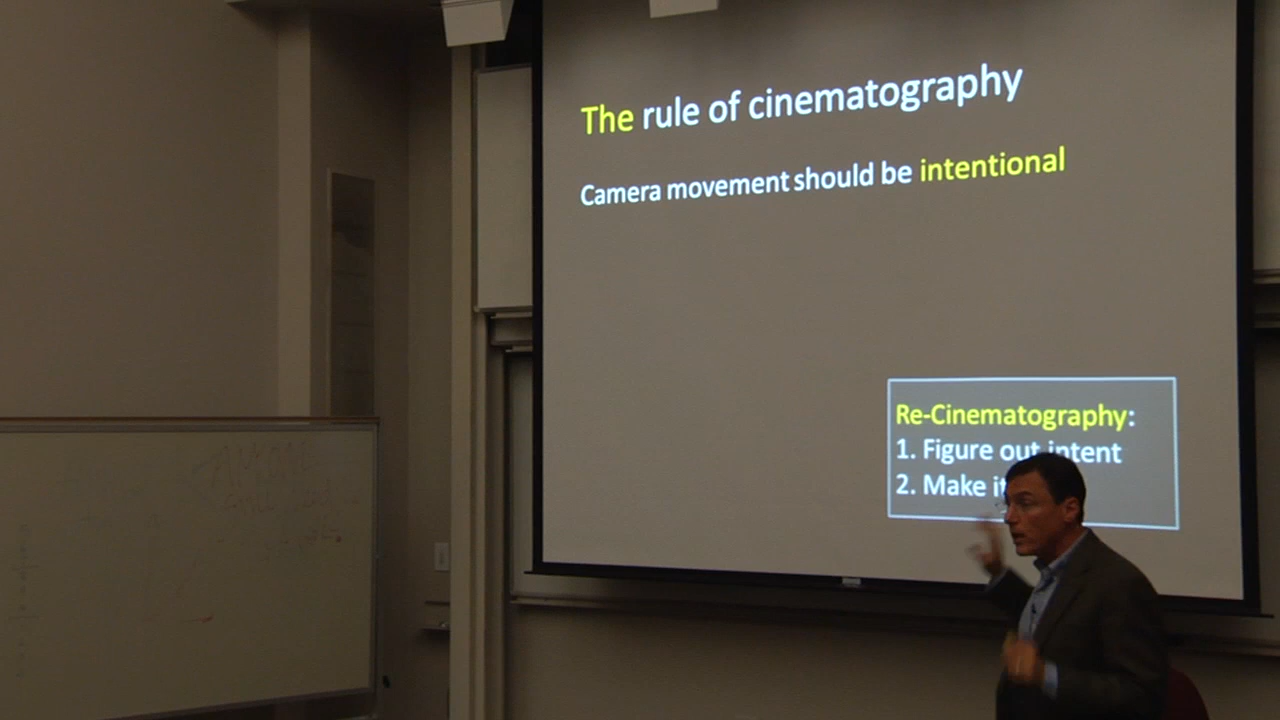 The rule of cinematography
Camera movement should be intentional
Re-Cinematography:
1. Figure out intent
2. Make it